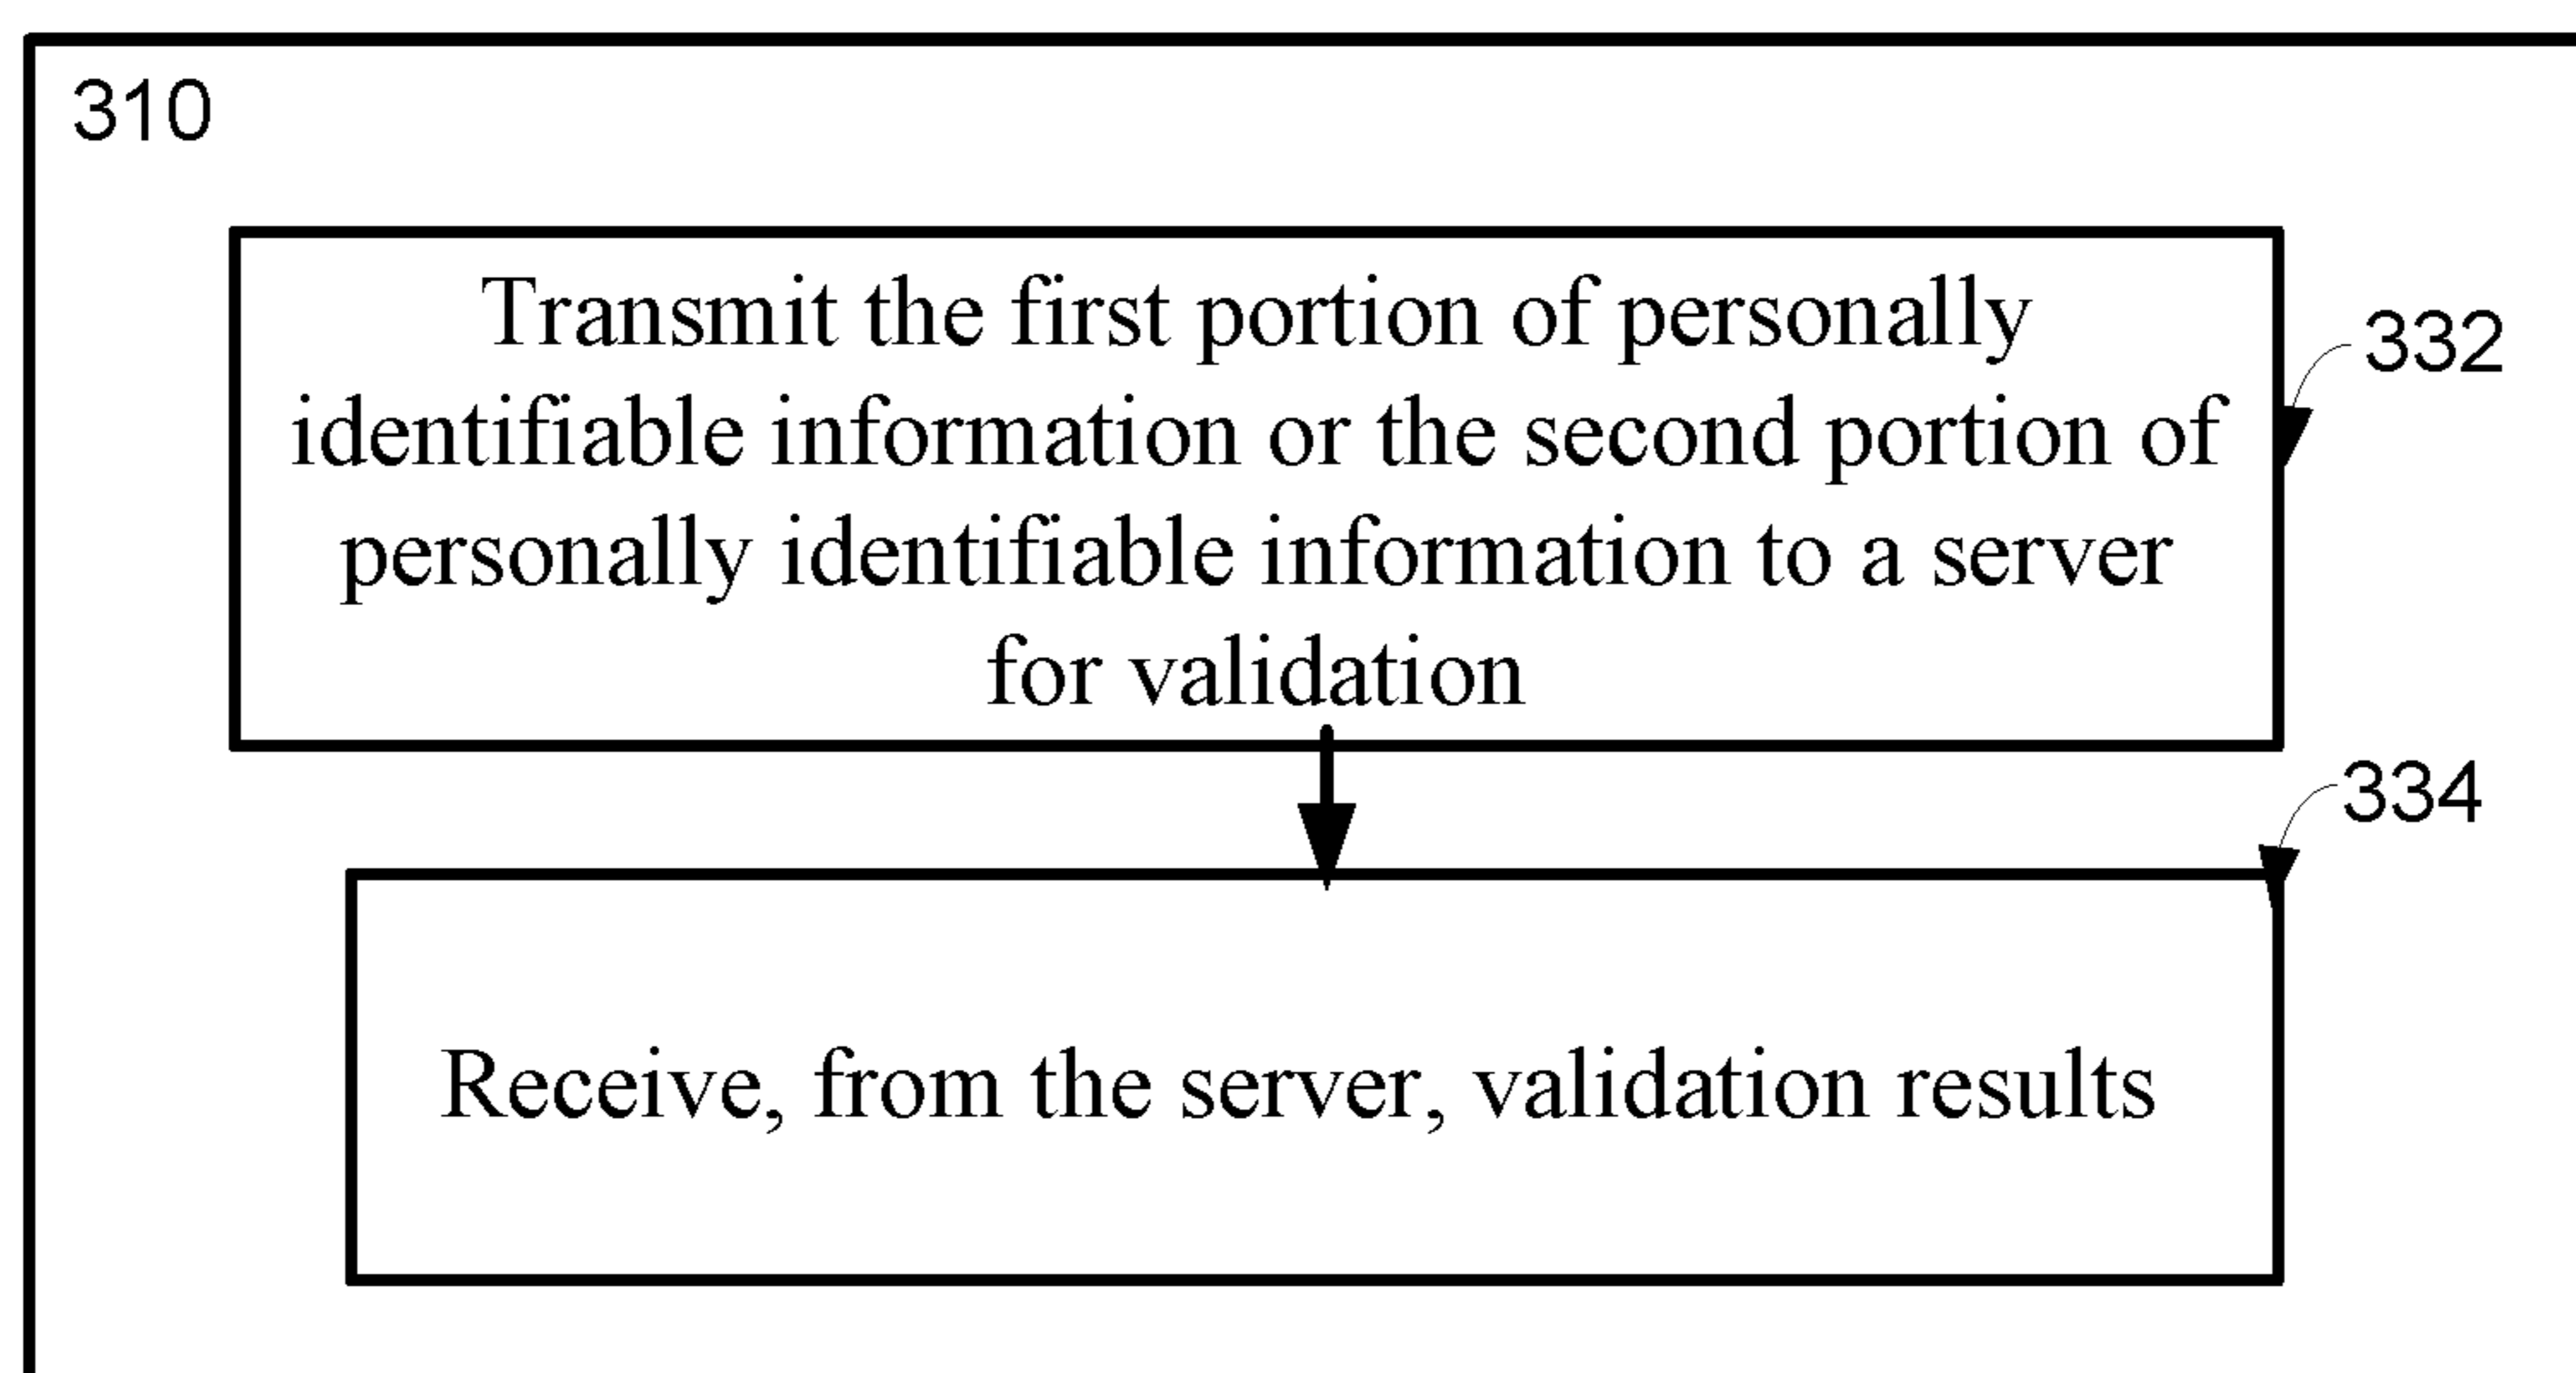 310
Transmit the first portion of personally
identifiable information or the second portion of
personally identifiable information to a server
for validation
332
334
Receive, from the server, validation results